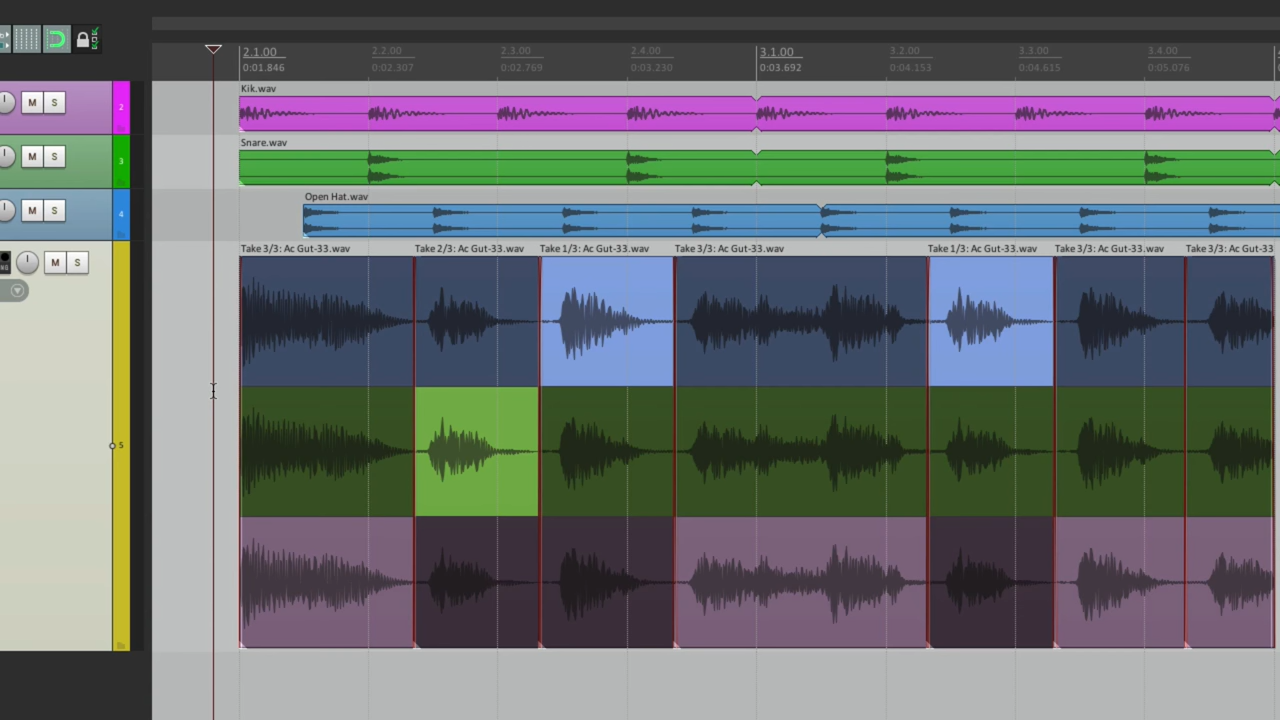 2.1.00 2.2.00 2.3.00 2.4.00 3.1.00 3.2.00 3.3.00 3.4.00
0:01.846 0:02.307 0:02.769 0:03.230 0:03.692 0:04.153 0:04.615 0:05.076
Kik.wav
M S 2
Snare.wav
M S 3
Open Hat.wav
M S 4
Take 3/3: Ac Gut-33.wav Take 2/3: Ac Gut-33.wav Take 1/3: Ac Gut-33.wav Take 3/3: Ac Gut-33.wav Take 1/3: Ac Gut-33.wav Take 3/3: Ac Gut-33.wav Take 3/3: Ac Gut-33
M S
5